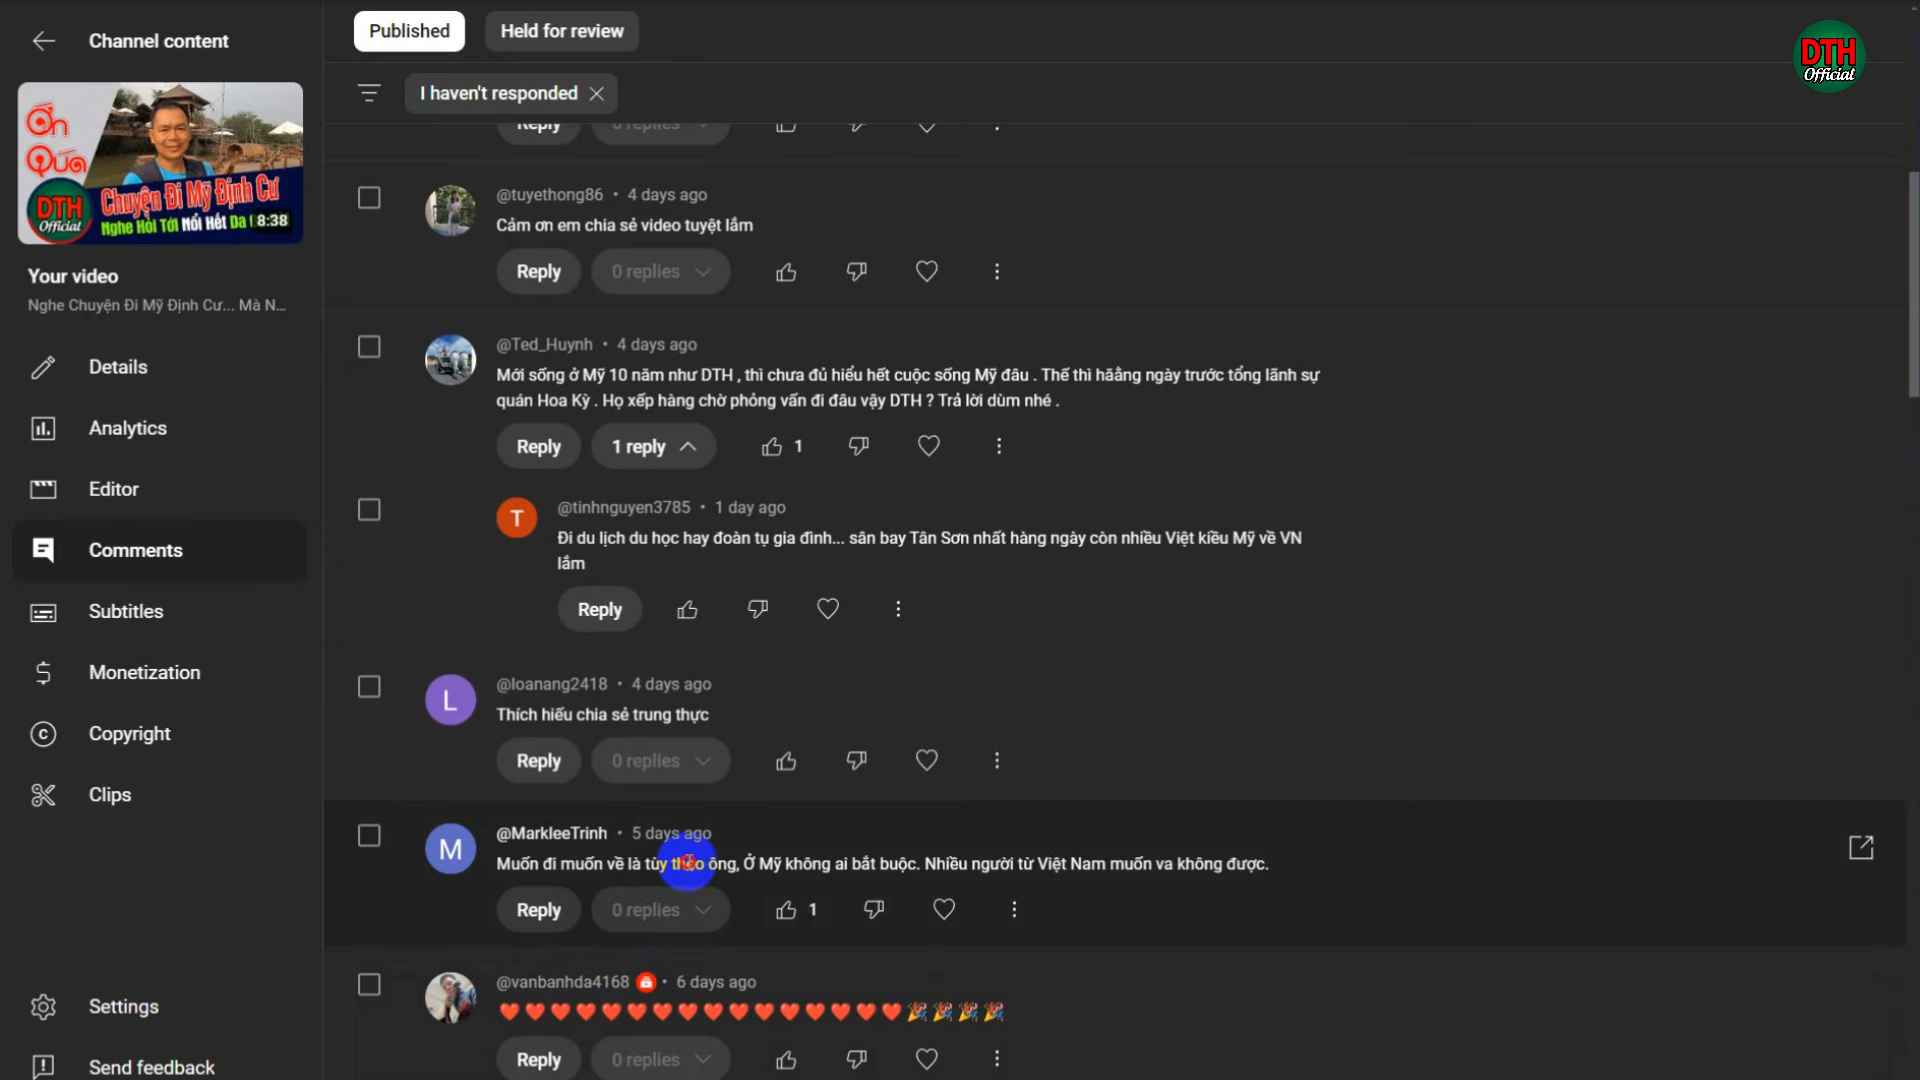 Channel content
Published
Held for review
DTH
Official
I haven't responded
Reply
0 replies
Ơn
Qúa
DTH
Official
Chuyện Đi Mỹ Định Cư
Nghe Hỏi Tới Nổi Hết Da
8:38
Your video
Nghe Chuyện Đi Mỹ Định Cư... Mà N...
Details
Analytics
Editor
Comments
Subtitles
Monetization
Copyright
Clips
Settings
Send feedback
@tuyethong86 • 4 days ago
Cảm ơn em chia sẻ video tuyệt lắm
Reply
0 replies
@Ted_Huynh • 4 days ago
Mới sống ở Mỹ 10 năm như DTH , thì chưa đủ hiểu hết cuộc sống Mỹ đâu . Thế thì hăằng ngày trước tổng lãnh sự
quán Hoa Kỳ . Họ xếp hàng chờ phỏng vấn đi đâu vậy DTH ? Trả lời dùm nhé .
Reply
1 reply
1
T
@tinhnguyen3785 • 1 day ago
Đi du lịch du học hay đoàn tụ gia đình... sân bay Tân Sơn nhất hàng ngày còn nhiều Việt kiều Mỹ về VN
lắm
Reply
L
@loanang2418 • 4 days ago
Thích hiếu chia sẻ trung thực
Reply
0 replies
M
@MarkleeTrinh • 5 days ago
Muốn đi muốn về là tùy theo ông, Ở Mỹ không ai bắt buộc. Nhiều người từ Việt Nam muốn va không được.
Reply
0 replies
1
@vanbanhda4168 • 6 days ago
❤️❤️❤️❤️❤️❤️❤️❤️❤️❤️❤️❤️❤️❤️❤️❤️🎉🎉🎉🎉
Reply
0 replies